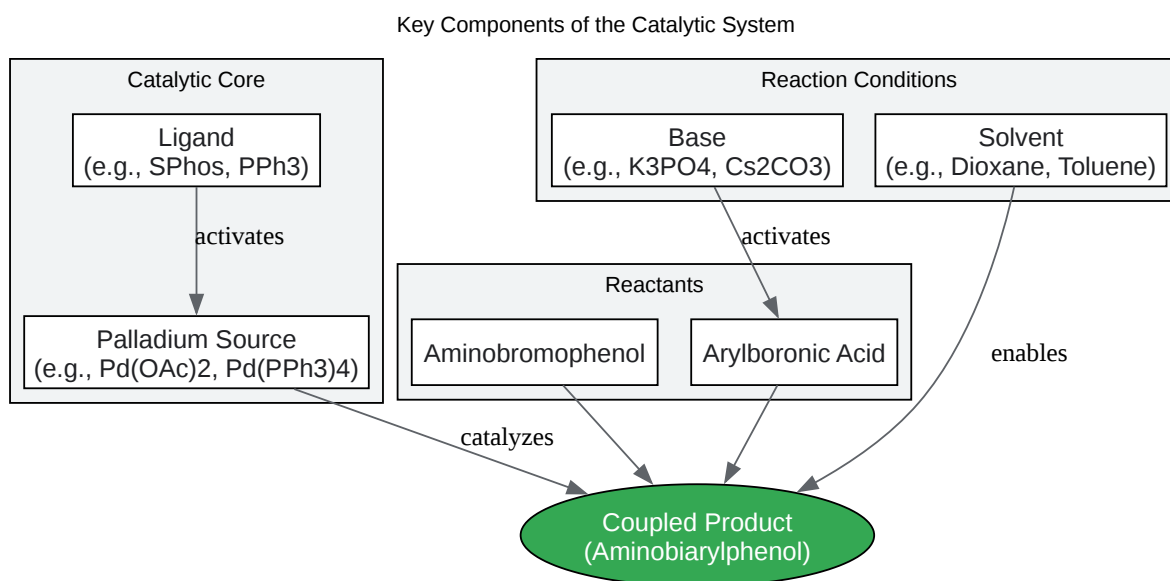 Key Components of the Catalytic System
Catalytic Core
Ligand
(e.g., SPhos, PPh3)
activates
Palladium Source
(e.g., Pd(OAc)2, Pd(PPh3)4)
catalyzes
Reaction Conditions
Base
(e.g., K3PO4, Cs2CO3)
Solvent
(e.g., Dioxane, Toluene)
activates
enables
Reactants
Aminobromophenol
Arylboronic Acid
Coupled Product
(Aminobiarylphenol)